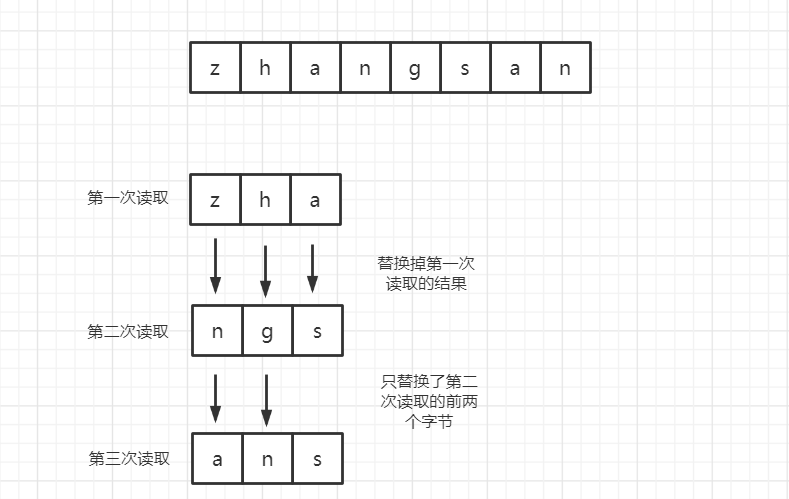 z h a n g s a n
第一次读取 z h a
替换掉第一次
读取的结果
第二次读取 n g s
只替换了第二
次读取的前两
个字节
第三次读取 a n s